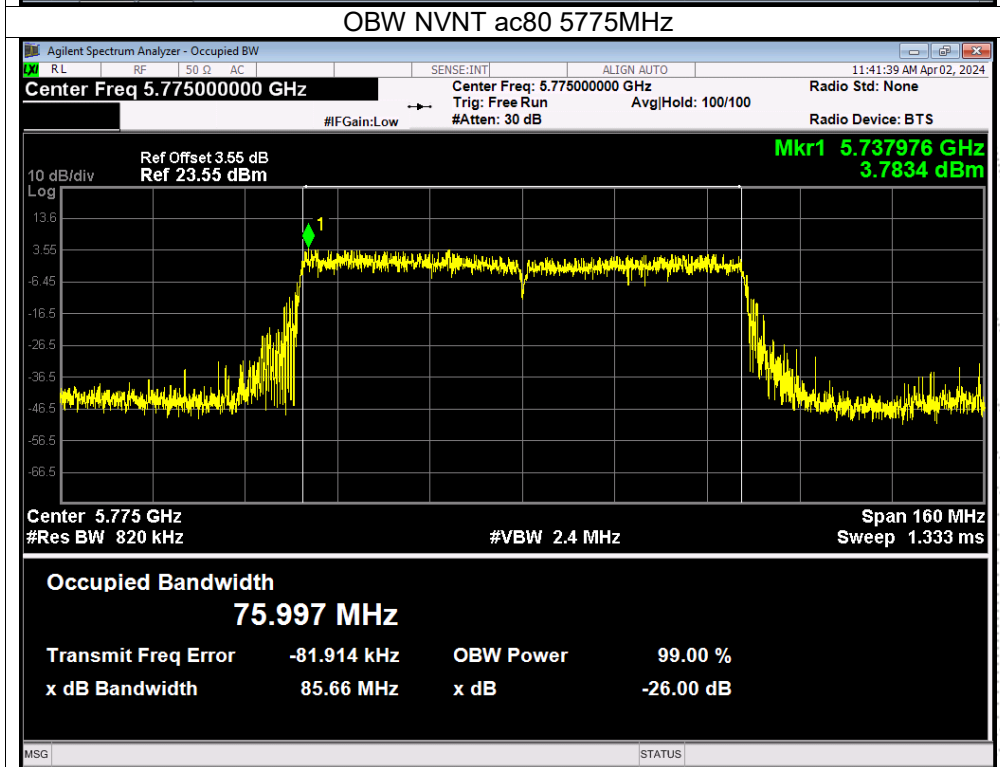 OBW NVNT ac80 5775MHz
Agilent Spectrum Analyzer - Occupied BW
LXI RL RF 50 Ω AC SENSE:INT ALIGN AUTO 11:41:39 AM Apr 02, 2024
Center Freq 5.775000000 GHz Center Freq: 5.775000000 GHz Radio Std: None
Trig: Free Run Avg|Hold: 100/100
#IFGain:Low #Atten: 30 dB Radio Device: BTS
Mkr1 5.737976 GHz
3.7834 dBm
Ref Offset 3.55 dB
10 dB/div Ref 23.55 dBm
Log
1
13.6
3.55
-6.45
-16.5
-26.5
-36.5
-46.5
-56.5
-66.5
Center 5.775 GHz Span 160 MHz
#Res BW 820 kHz #VBW 2.4 MHz Sweep 1.333 ms
Occupied Bandwidth
75.997 MHz
Transmit Freq Error -81.914 kHz OBW Power 99.00 %
x dB Bandwidth 85.66 MHz x dB -26.00 dB
MSG STATUS